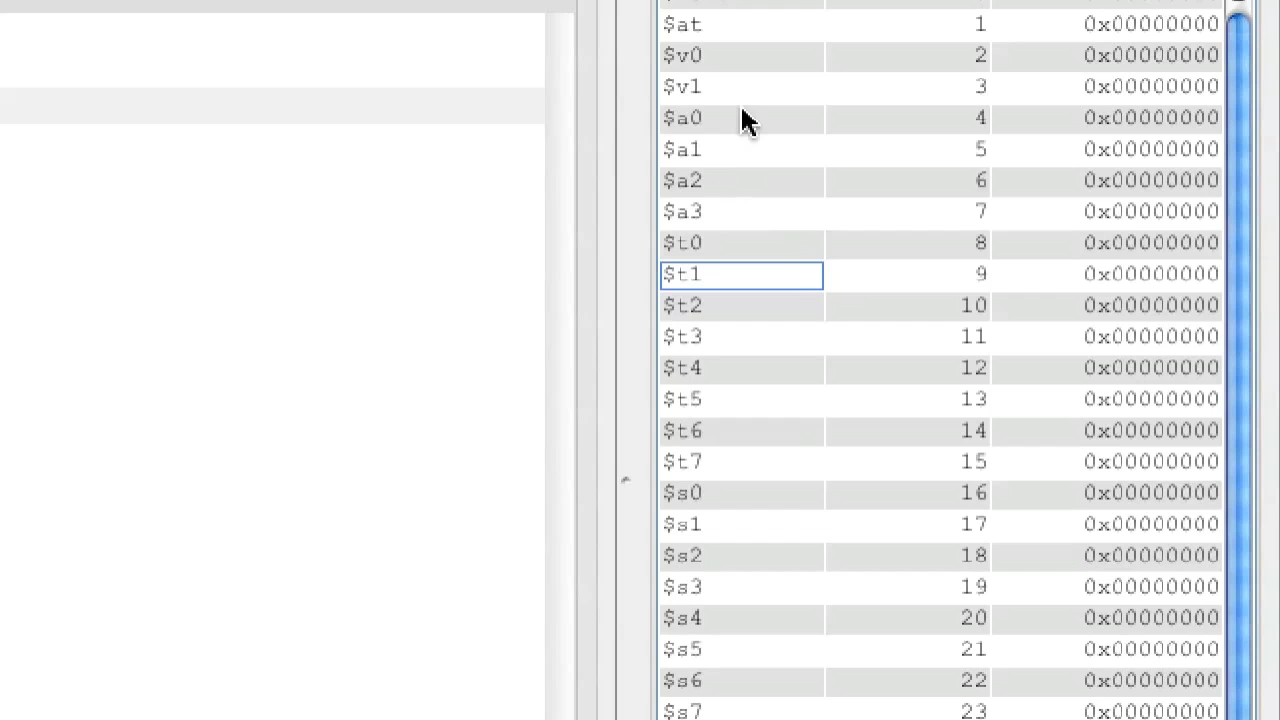 $at 1 0x00000000
$v0 2 0x00000000
$v1 3 0x00000000
$a0 4 0x00000000
$a1 5 0x00000000
$a2 6 0x00000000
$a3 7 0x00000000
$t0 8 0x00000000
$t1 9 0x00000000
$t2 10 0x00000000
$t3 11 0x00000000
$t4 12 0x00000000
$t5 13 0x00000000
$t6 14 0x00000000
$t7 15 0x00000000
$s0 16 0x00000000
$s1 17 0x00000000
$s2 18 0x00000000
$s3 19 0x00000000
$s4 20 0x00000000
$s5 21 0x00000000
$s6 22 0x00000000
$s7 23 0x00000000